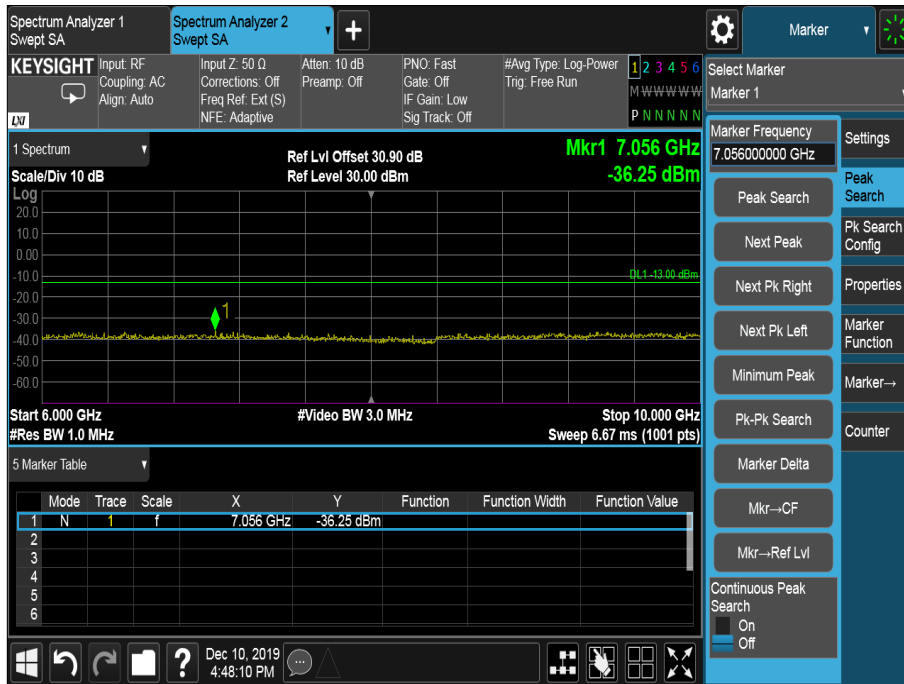 Spectrum Analyzer 1
Swept SA
Spectrum Analyzer 2
Swept SA
Marker
KEYSIGHT
LXI
Input: RF
Coupling: AC
Align: Auto
Input Z: 50 Ω
Corrections: Off
Freq Ref: Ext (S)
NFE: Adaptive
Atten: 10 dB
Preamp: Off
PNO: Fast
Gate: Off
IF Gain: Low
Sig Track: Off
#Avg Type: Log-Power
Trig: Free Run
1 2 3 4 5 6
M W W W W W
P N N N N N
Select Marker
Marker 1
1 Spectrum
Scale/Div 10 dB
Ref Lvl Offset 30.90 dB
Ref Level 30.00 dBm
Mkr1 7.056 GHz
-36.25 dBm
Log
20.0
10.0
0.00
-10.0
-20.0
-30.0
-40.0
-50.0
-60.0
DL1 -13.00 dBm
1
Start 6.000 GHz
#Res BW 1.0 MHz
#Video BW 3.0 MHz
Stop 10.000 GHz
Sweep 6.67 ms (1001 pts)
5 Marker Table
Mode Trace Scale X Y Function Function Width Function Value
1 N 1 f 7.056 GHz -36.25 dBm
2
3
4
5
6
Marker Frequency
7.056000000 GHz
Peak Search
Next Peak
Next Pk Right
Next Pk Left
Minimum Peak
Pk-Pk Search
Marker Delta
Mkr→CF
Mkr→Ref Lvl
Continuous Peak
Search
On
Off
Settings
Peak
Search
Pk Search
Config
Properties
Marker
Function
Marker→
Counter
?
Dec 10, 2019
4:48:10 PM